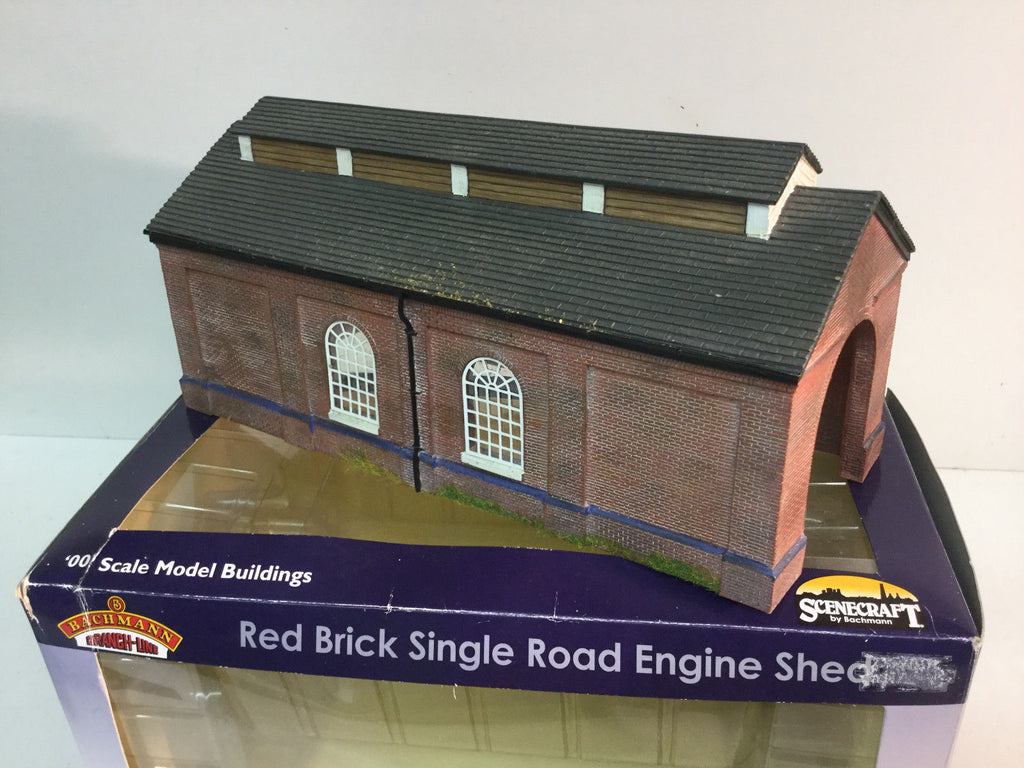 '00' Scale Model Buildings
B
BACHMANN
BRANCH-LINE
SCENECRAFT
by Bachmann
Red Brick Single Road Engine Shed